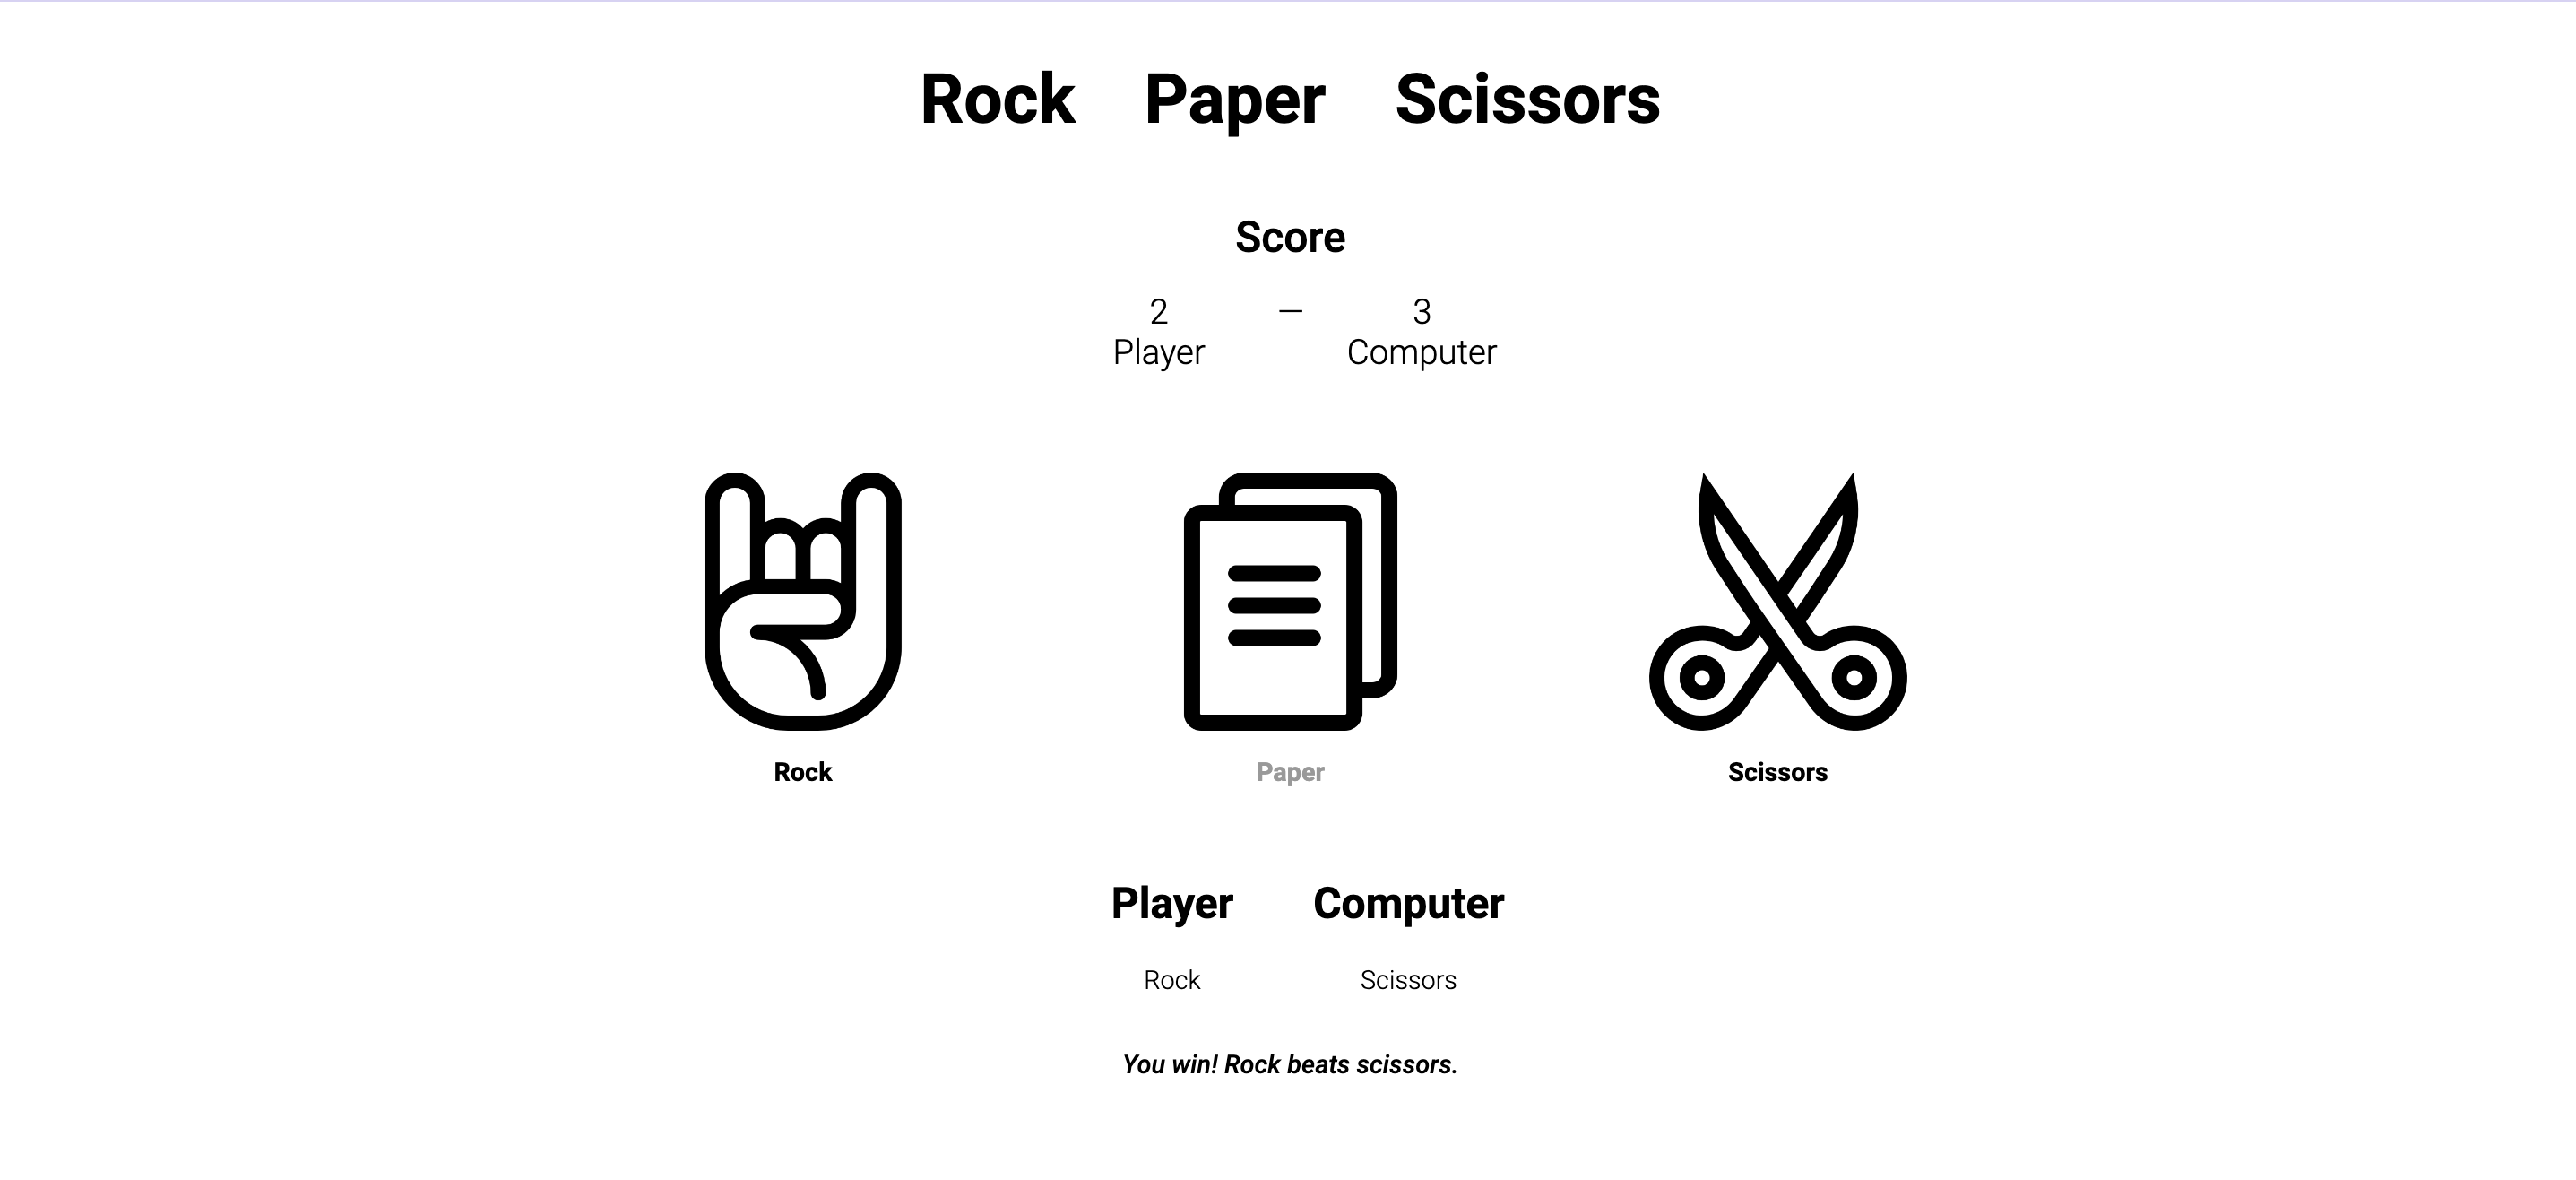 Rock Paper Scissors
Score
2 — 3
Player Computer
Rock Paper Scissors
Player Computer
Rock Scissors
You win! Rock beats scissors.